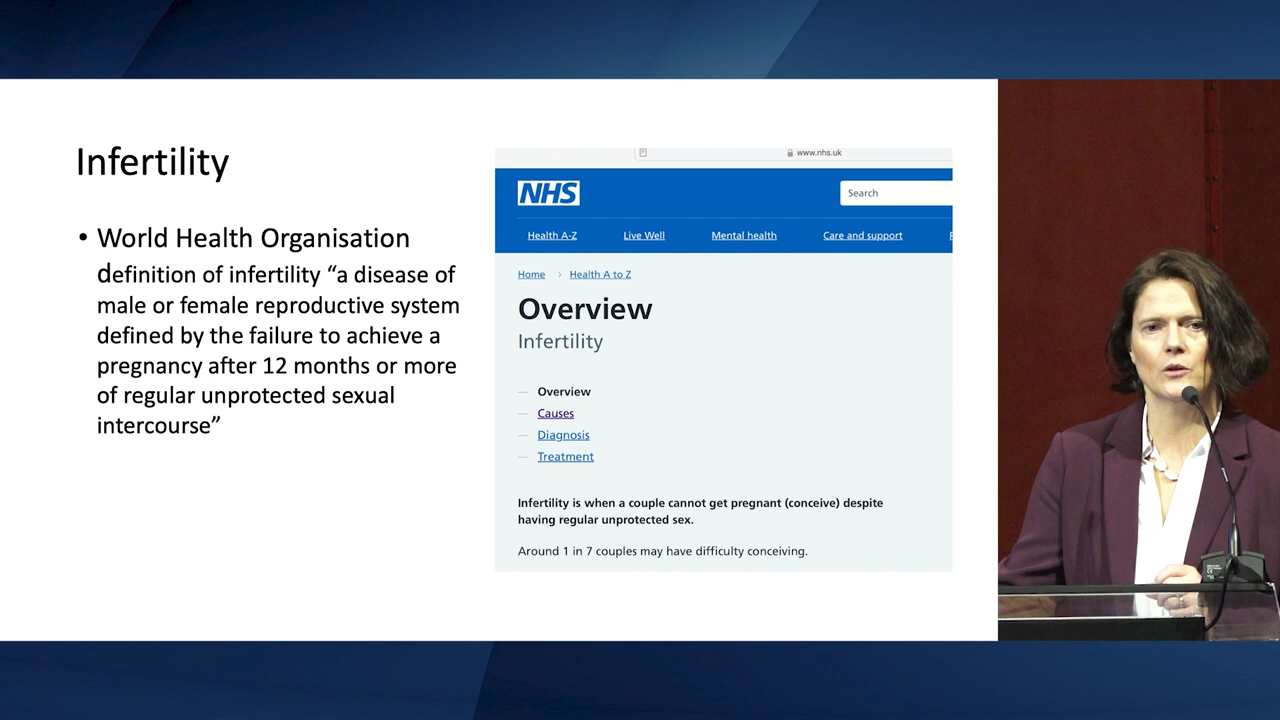 Infertility
• World Health Organisation
definition of infertility “a disease of
male or female reproductive system
defined by the failure to achieve a
pregnancy after 12 months or more
of regular unprotected sexual
intercourse”
www.nhs.uk
NHS
Search
Health A-Z Live Well Mental health Care and support
Home > Health A to Z
Overview
Infertility
— Overview
— Causes
— Diagnosis
— Treatment
Infertility is when a couple cannot get pregnant (conceive) despite
having regular unprotected sex.
Around 1 in 7 couples may have difficulty conceiving.